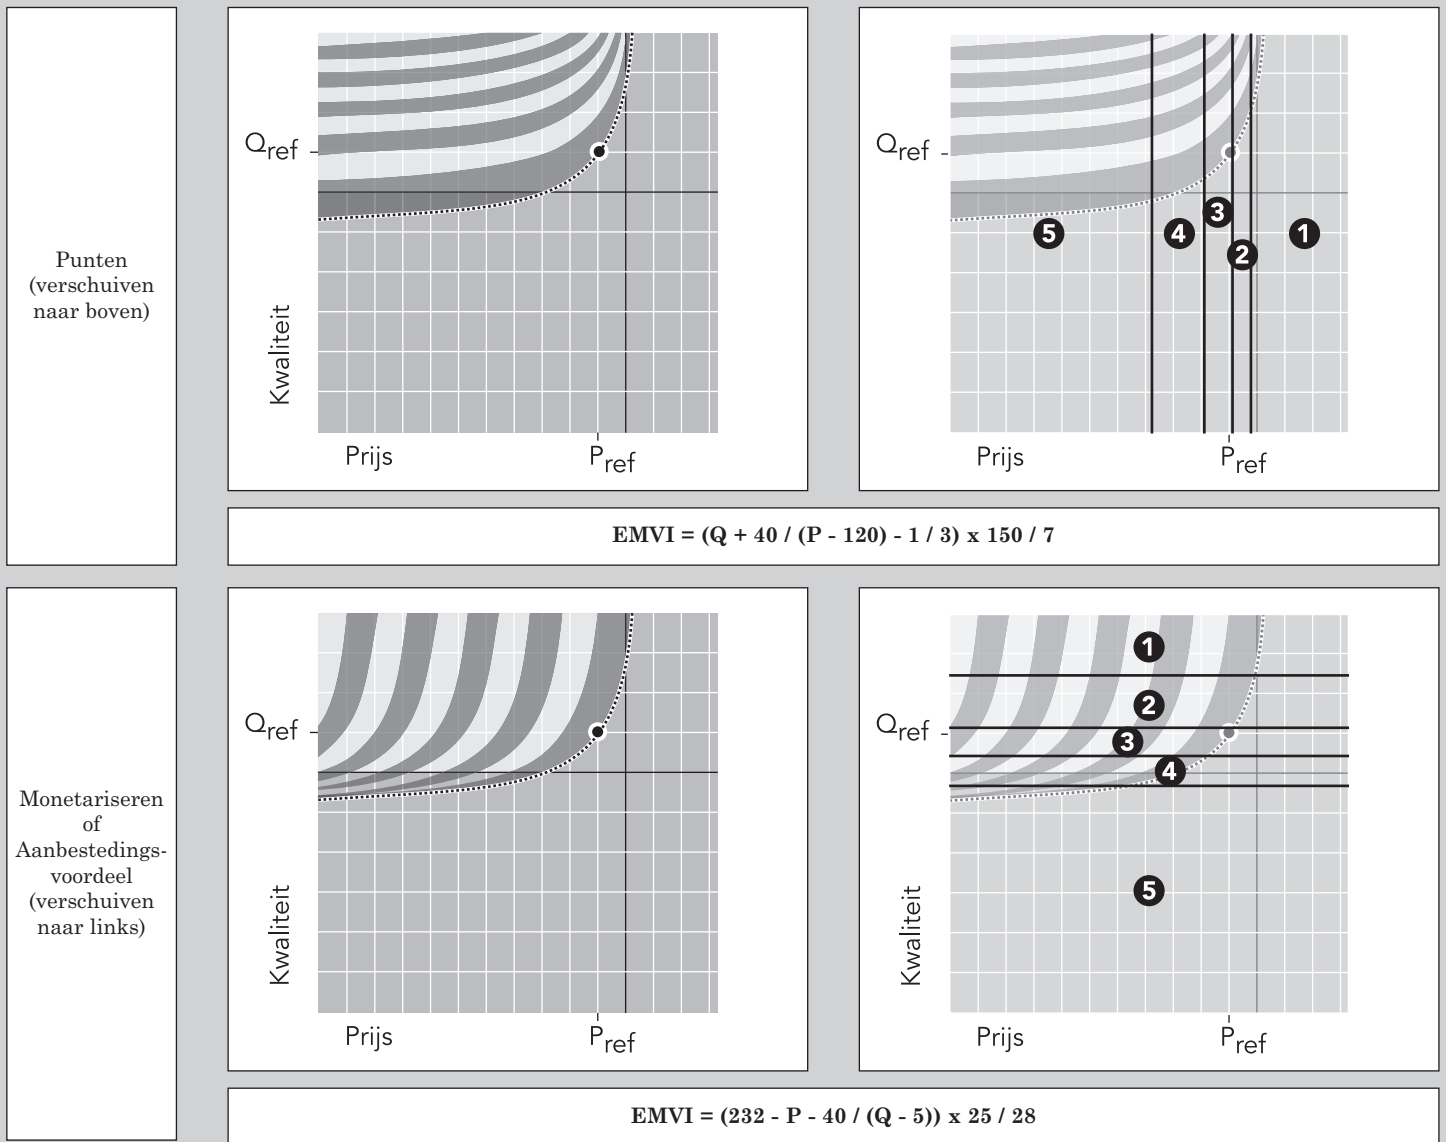 Punten
(verschuiven
naar boven)
Qref
Kwaliteit
Prijs
Pref
Qref
5
4
3
2
1
Prijs
Pref
EMVI = (Q + 40 / (P - 120) - 1 / 3) x 150 / 7
Monetariseren
of
Aanbestedings-
voordeel
(verschuiven
naar links)
Qref
Kwaliteit
Prijs
Pref
Qref
1
2
3
4
5
Kwaliteit
Prijs
Pref
EMVI = (232 - P - 40 / (Q - 5)) x 25 / 28